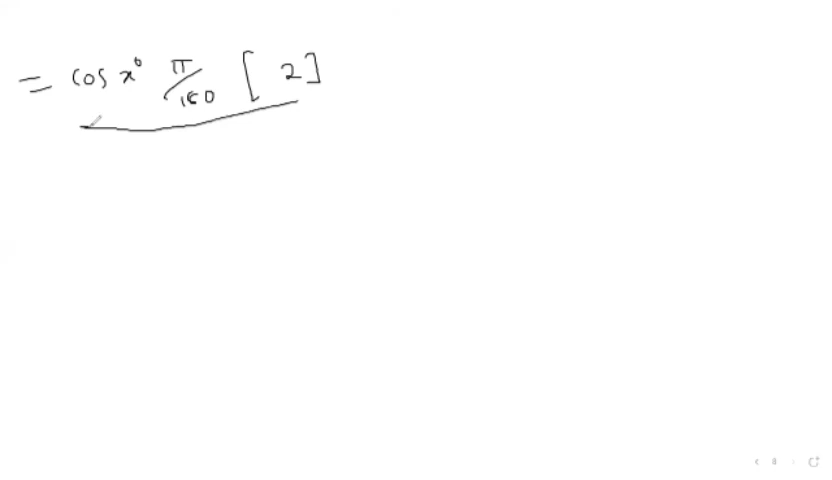 = cos x° π/180 [ 2]